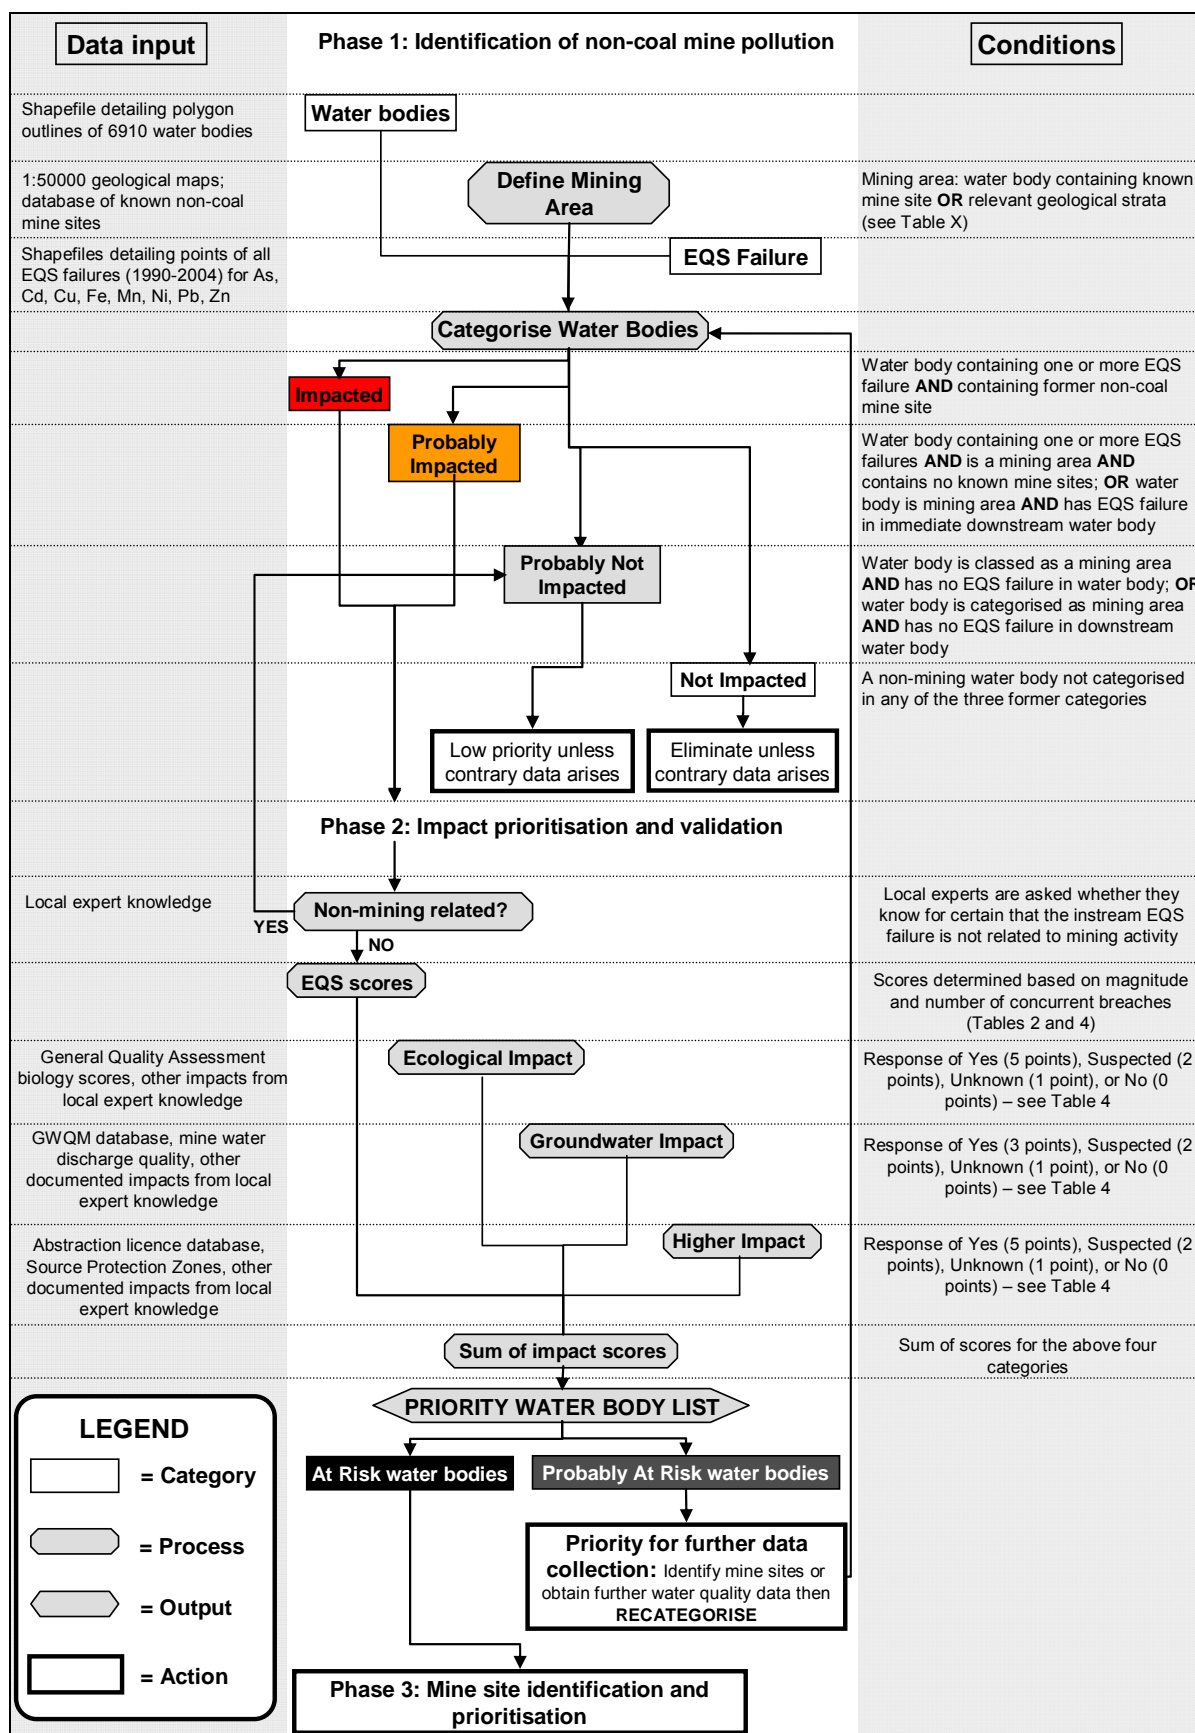 Data input
Phase 1: Identification of non-coal mine pollution
Conditions
Shapefile detailing polygon
outlines of 6910 water bodies
Water bodies
1:50000 geological maps;
database of known non-coal
mine sites
Define Mining
Area
Mining area: water body containing known
mine site OR relevant geological strata
(see Table X)
Shapefiles detailing points of all
EQS failures (1990-2004) for As,
Cd, Cu, Fe, Mn, Ni, Pb, Zn
EQS Failure
Categorise Water Bodies
Impacted
Water body containing one or more EQS
failure AND containing former non-coal
mine site
Probably
Impacted
Water body containing one or more EQS
failures AND is a mining area AND
contains no known mine sites; OR water
body is mining area AND has EQS failure
in immediate downstream water body
Probably Not
Impacted
Water body is classed as a mining area
AND has no EQS failure in water body; OR
water body is categorised as mining area
AND has no EQS failure in downstream
water body
Not Impacted
A non-mining water body not categorised
in any of the three former categories
Low priority unless
contrary data arises
Eliminate unless
contrary data arises
Phase 2: Impact prioritisation and validation
Local expert knowledge
Non-mining related?
YES
NO
Local experts are asked whether they
know for certain that the instream EQS
failure is not related to mining activity
EQS scores
Scores determined based on magnitude
and number of concurrent breaches
(Tables 2 and 4)
General Quality Assessment
biology scores, other impacts from
local expert knowledge
Ecological Impact
Response of Yes (5 points), Suspected (2
points), Unknown (1 point), or No (0
points) – see Table 4
GWQM database, mine water
discharge quality, other
documented impacts from local
expert knowledge
Groundwater Impact
Response of Yes (3 points), Suspected (2
points), Unknown (1 point), or No (0
points) – see Table 4
Abstraction licence database,
Source Protection Zones, other
documented impacts from local
expert knowledge
Higher Impact
Response of Yes (5 points), Suspected (2
points), Unknown (1 point), or No (0
points) – see Table 4
Sum of impact scores
Sum of scores for the above four
categories
PRIORITY WATER BODY LIST
At Risk water bodies
Probably At Risk water bodies
Priority for further data
collection: Identify mine sites or
obtain further water quality data then
RECATEGORISE
Phase 3: Mine site identification and
prioritisation
LEGEND
= Category
= Process
= Output
= Action